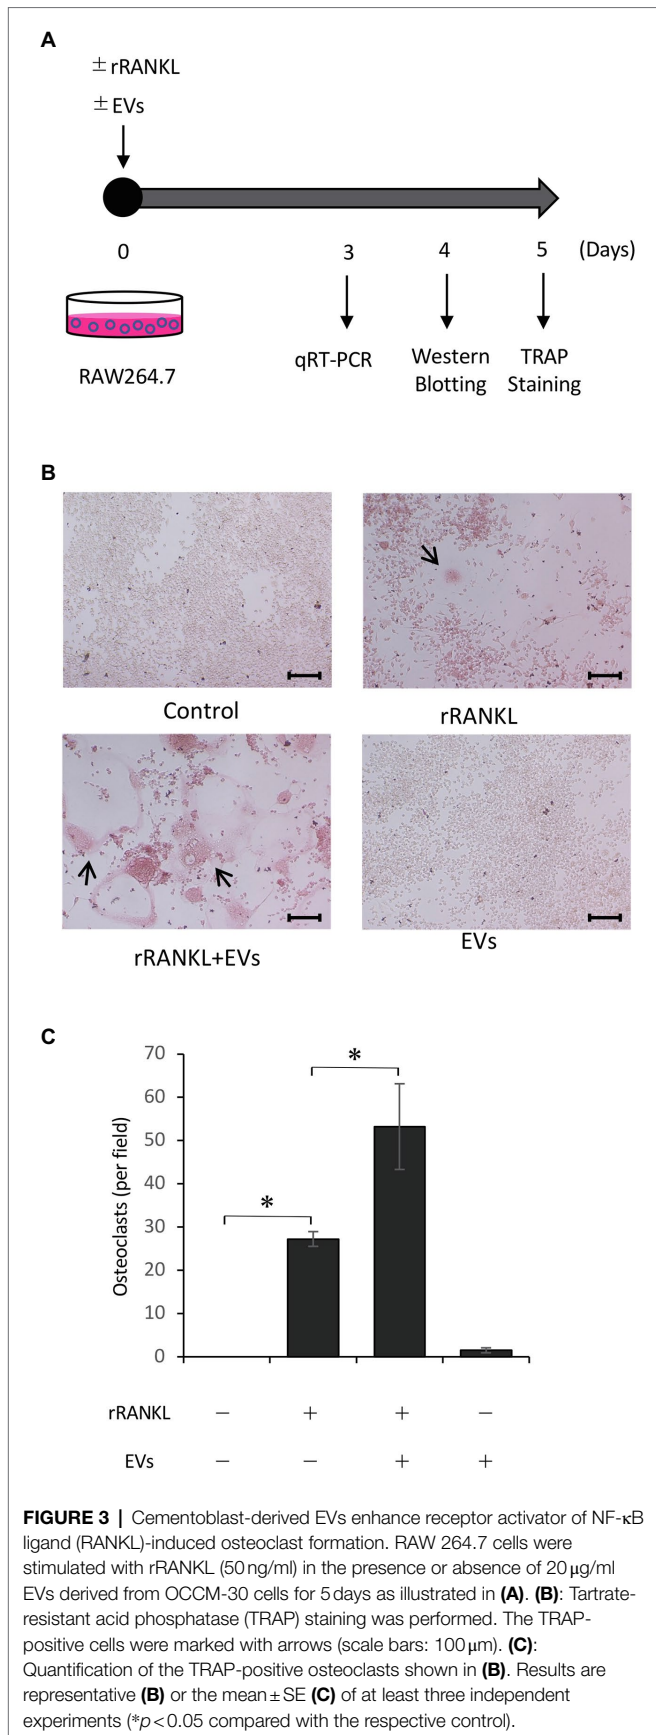 A
± rRANKL
± EVs
0 3 4 5 (Days)
RAW264.7
qRT-PCR
Western
Blotting
TRAP
Staining
B
Control
rRANKL
rRANKL+EVs
EVs
C
Osteoclasts (per field)
70
60
50
40
30
20
10
0
*
*
rRANKL − + + −
EVs − − + +
FIGURE 3 | Cementoblast-derived EVs enhance receptor activator of NF-κB
ligand (RANKL)-induced osteoclast formation. RAW 264.7 cells were
stimulated with rRANKL (50 ng/ml) in the presence or absence of 20 μg/ml
EVs derived from OCCM-30 cells for 5 days as illustrated in (A). (B): Tartrate-
resistant acid phosphatase (TRAP) staining was performed. The TRAP-
positive cells were marked with arrows (scale bars: 100 μm). (C):
Quantification of the TRAP-positive osteoclasts shown in (B). Results are
representative (B) or the mean ± SE (C) of at least three independent
experiments (*p < 0.05 compared with the respective control).